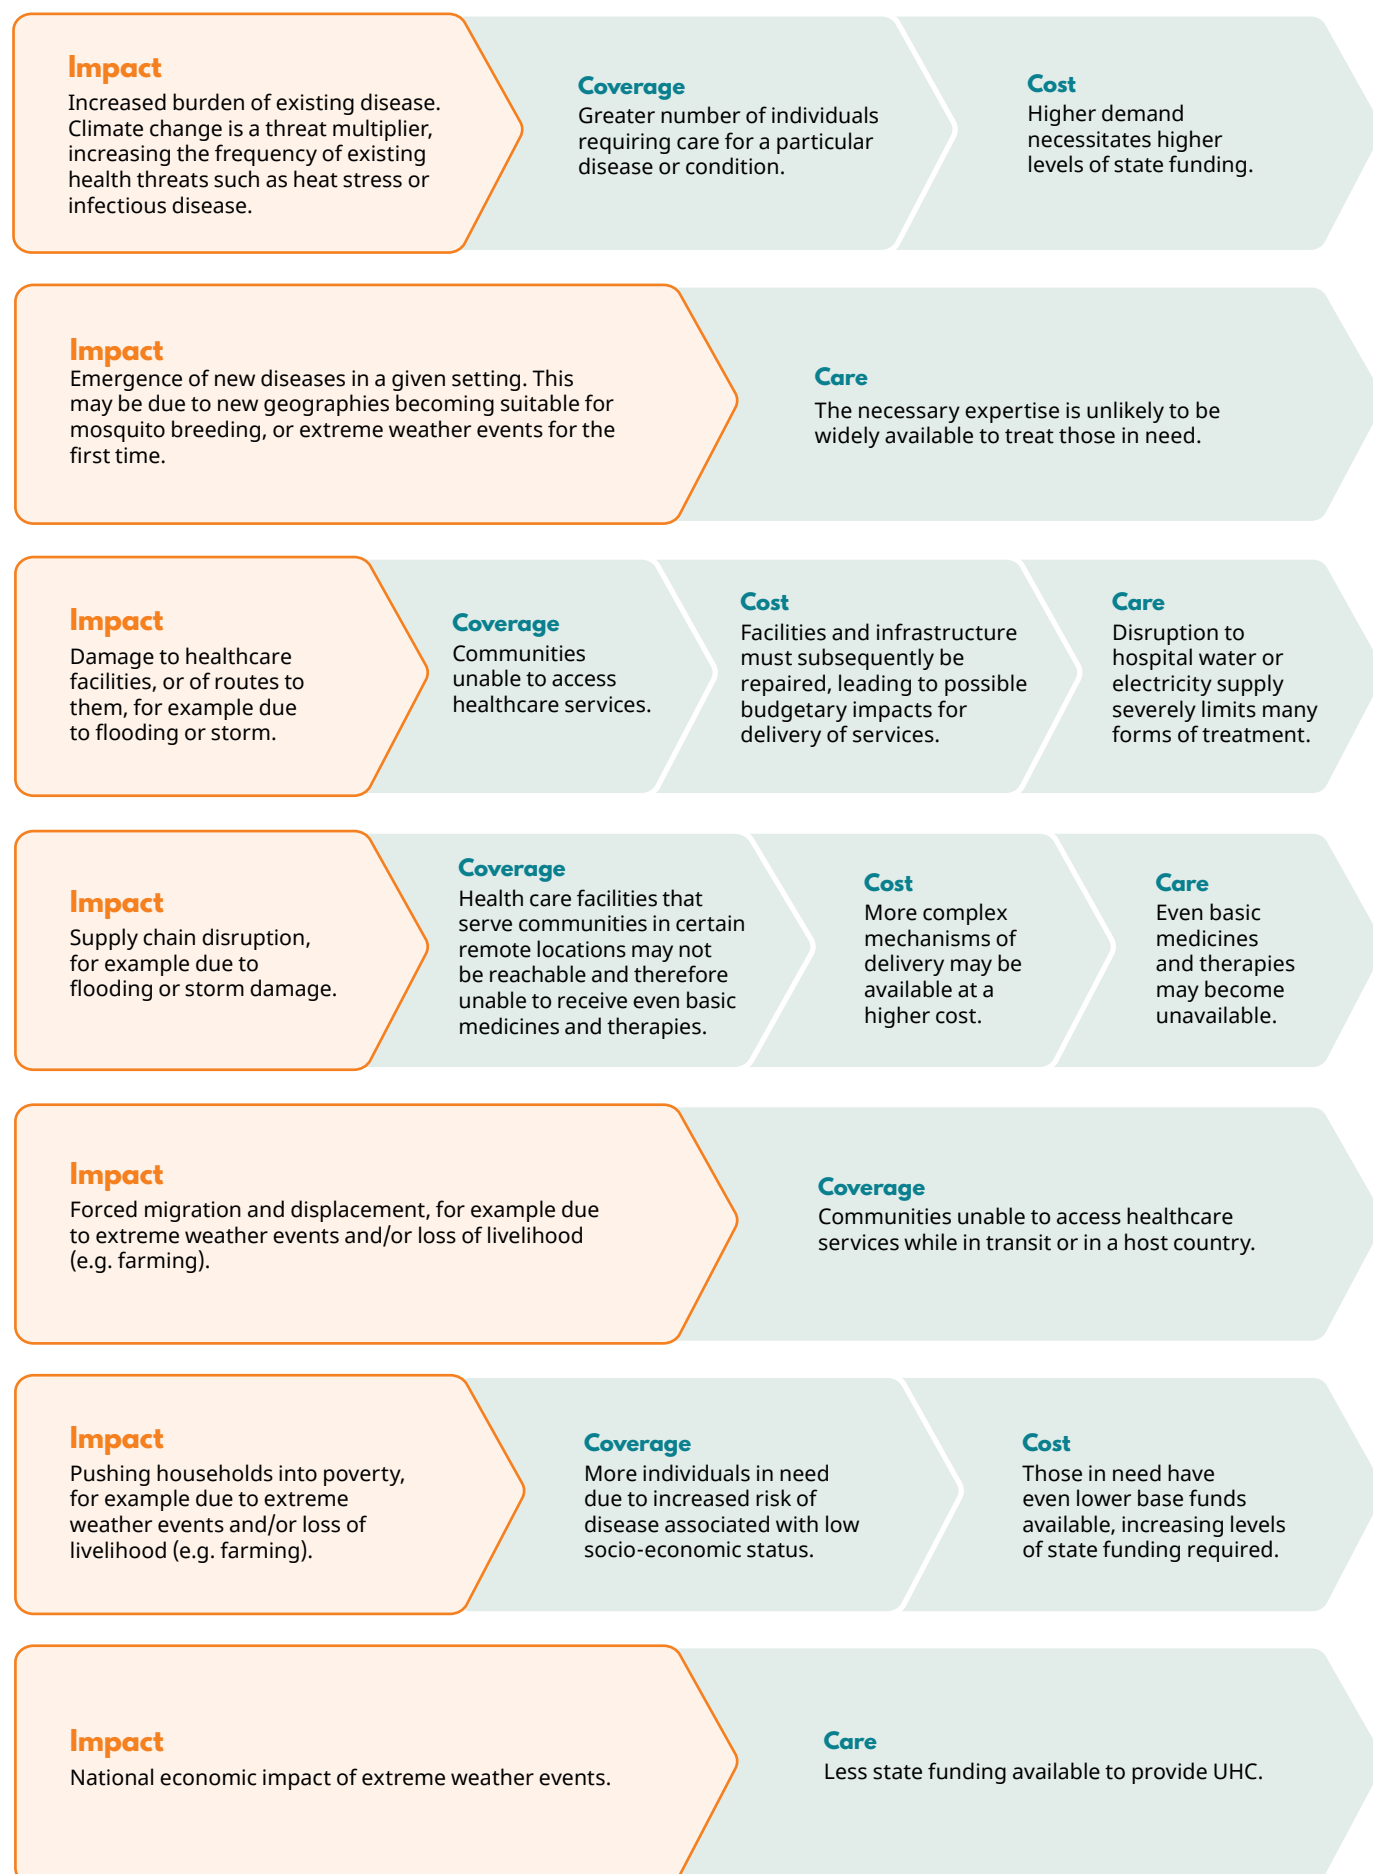 Impact
Increased burden of existing disease.
Climate change is a threat multiplier,
increasing the frequency of existing
health threats such as heat stress or
infectious disease.
Coverage
Greater number of individuals
requiring care for a particular
disease or condition.
Cost
Higher demand
necessitates higher
levels of state funding.
Impact
Emergence of new diseases in a given setting. This
may be due to new geographies becoming suitable for
mosquito breeding, or extreme weather events for the
first time.
Care
The necessary expertise is unlikely to be
widely available to treat those in need.
Impact
Damage to healthcare
facilities, or of routes to
them, for example due
to flooding or storm.
Coverage
Communities
unable to access
healthcare services.
Cost
Facilities and infrastructure
must subsequently be
repaired, leading to possible
budgetary impacts for
delivery of services.
Care
Disruption to
hospital water or
electricity supply
severely limits many
forms of treatment.
Impact
Supply chain disruption,
for example due to
flooding or storm damage.
Coverage
Health care facilities that
serve communities in certain
remote locations may not
be reachable and therefore
unable to receive even basic
medicines and therapies.
Cost
More complex
mechanisms of
delivery may be
available at a
higher cost.
Care
Even basic
medicines
and therapies
may become
unavailable.
Impact
Forced migration and displacement, for example due
to extreme weather events and/or loss of livelihood
(e.g. farming).
Coverage
Communities unable to access healthcare
services while in transit or in a host country.
Impact
Pushing households into poverty,
for example due to extreme
weather events and/or loss of
livelihood (e.g. farming).
Coverage
More individuals in need
due to increased risk of
disease associated with low
socio-economic status.
Cost
Those in need have
even lower base funds
available, increasing levels
of state funding required.
Impact
National economic impact of extreme weather events.
Care
Less state funding available to provide UHC.